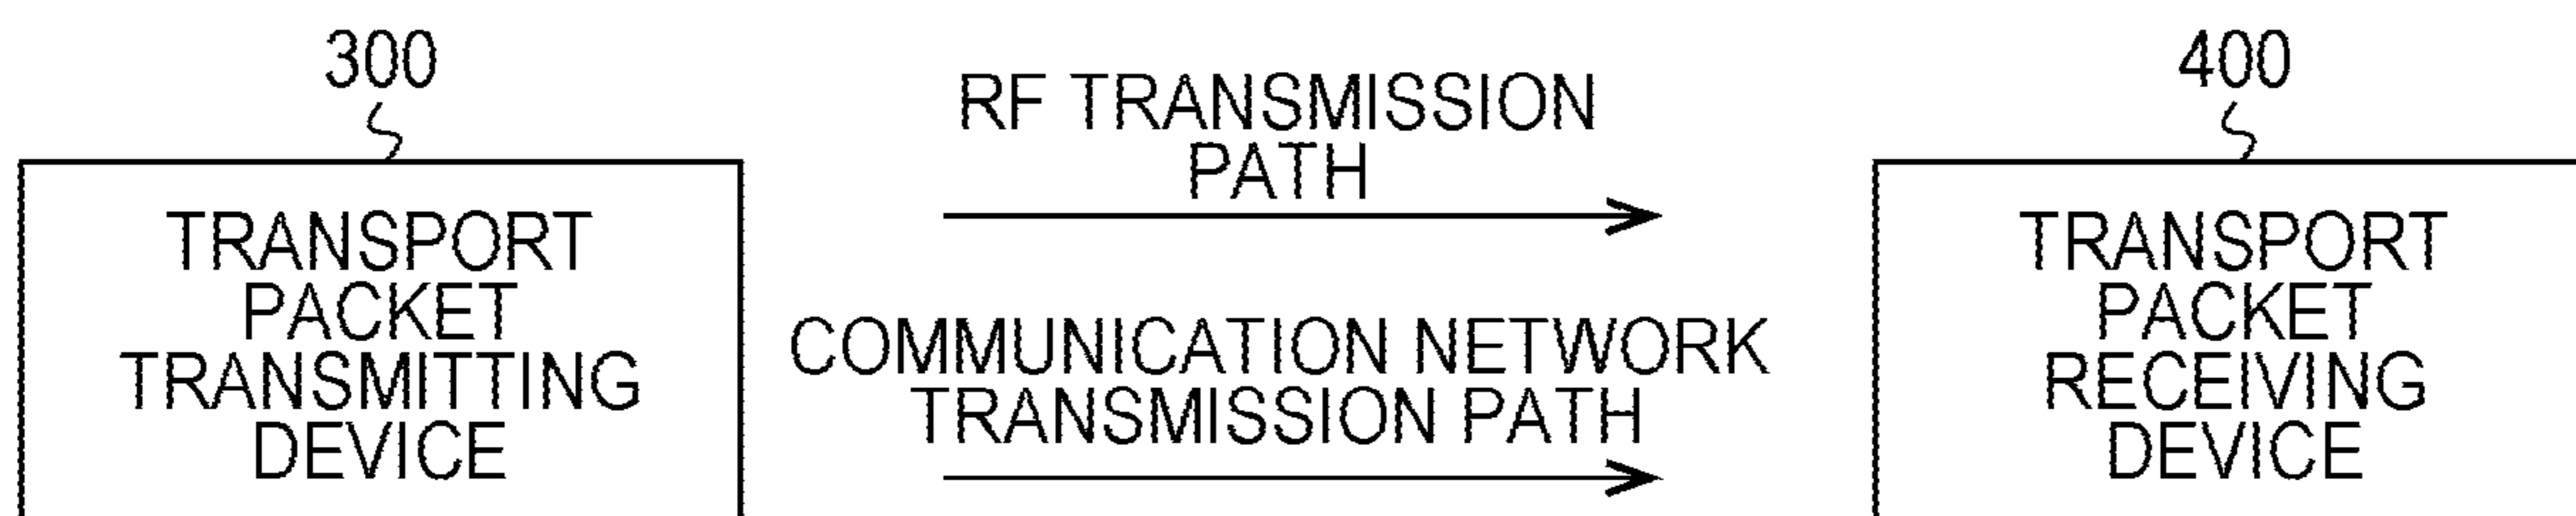 300
TRANSPORT
PACKET
TRANSMITTING
DEVICE
RF TRANSMISSION
PATH
COMMUNICATION NETWORK
TRANSMISSION PATH
400
TRANSPORT
PACKET
RECEIVING
DEVICE